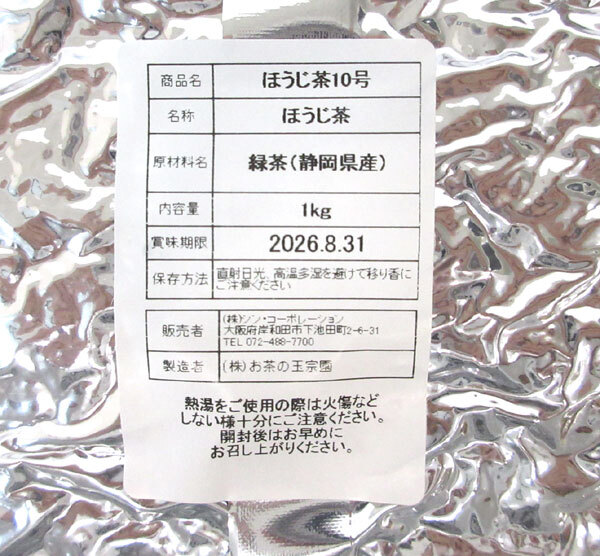 商品名 ほうじ茶10号
名称 ほうじ茶
原材料名 緑茶(静岡県産)
内容量 1kg
賞味期限 2026.8.31
保存方法 直射日光、高温多湿を避けて移り香に
ご注意ください
販売者 (株)シン・コーポレーション
大阪府岸和田市下池田町2-6-31
TEL 072-488-7700
製造者 (株)お茶の玉宗園
熱湯をご使用の際は火傷など
しない様十分にご注意ください。
開封後はお早めに
お召し上がりください。